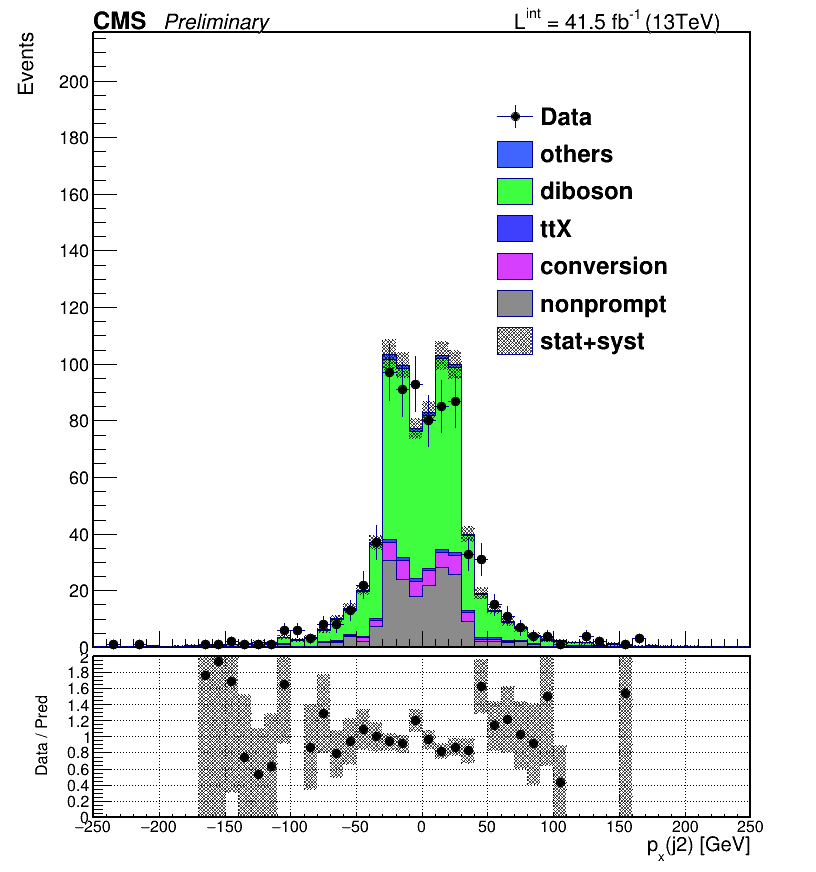 CMS Preliminary L^int = 41.5 fb^-1 (13TeV)
Events
200
180
160
140
120
100
80
60
40
20
0
Data
others
diboson
ttX
conversion
nonprompt
stat+syst
Data / Pred
2
1.8
1.6
1.4
1.2
1
0.8
0.6
0.4
0.2
0
−250 −200 −150 −100 −50 0 50 100 150 200 250
p_x(j2) [GeV]